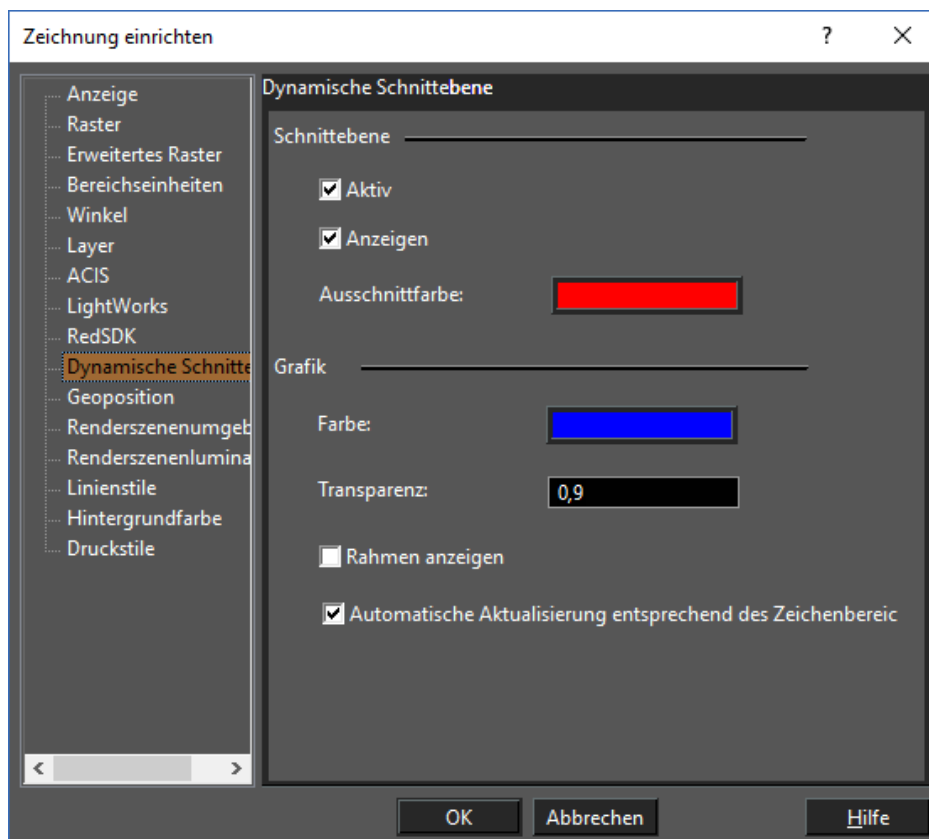 Zeichnung einrichten
?
Anzeige
Raster
Erweitertes Raster
Bereichseinheiten
Winkel
Layer
ACIS
LightWorks
RedSDK
Dynamische Schnitte
Geoposition
Renderszenenumgeb
Renderszenenlumina
Linienstile
Hintergrundfarbe
Druckstile
Dynamische Schnittebene
Schnittebene
Aktiv
Anzeigen
Ausschnittfarbe:
Grafik
Farbe:
Transparenz:
0,9
Rahmen anzeigen
Automatische Aktualisierung entsprechend des Zeichenbereic
OK
Abbrechen
Hilfe